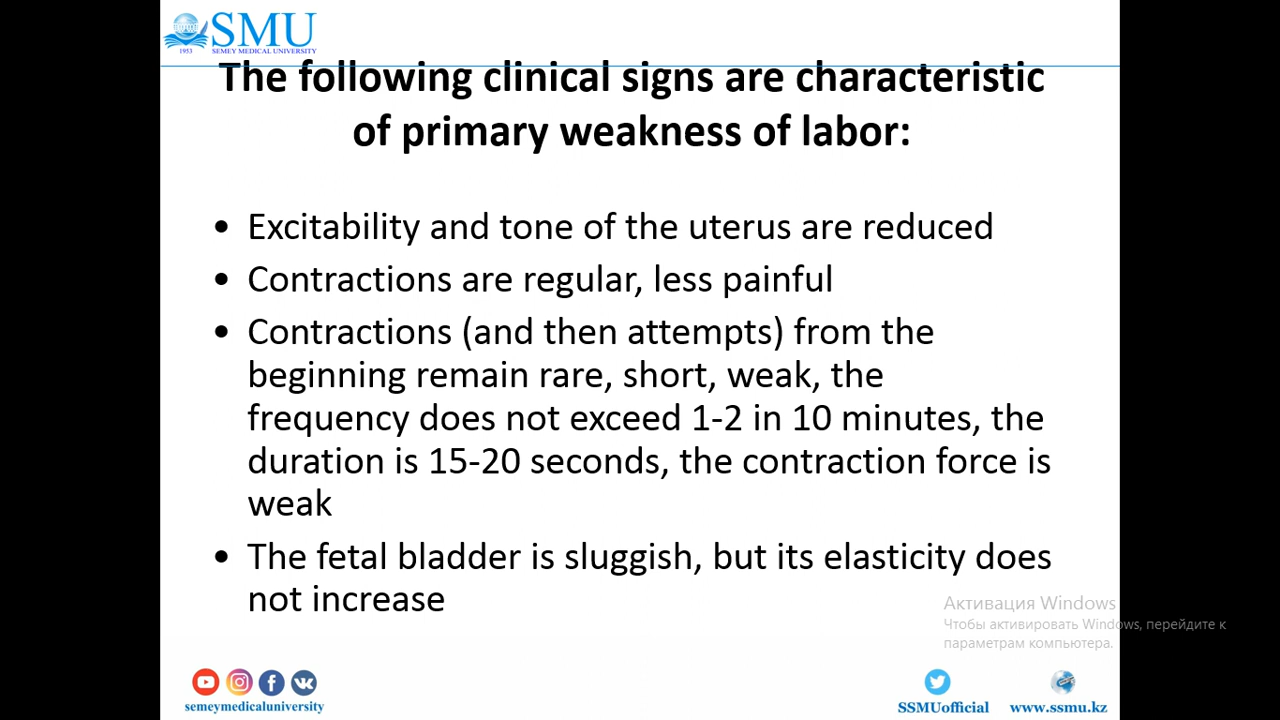 SMU
SEMEY MEDICAL UNIVERSITY
1953
The following clinical signs are characteristic
of primary weakness of labor:
• Excitability and tone of the uterus are reduced
• Contractions are regular, less painful
• Contractions (and then attempts) from the
beginning remain rare, short, weak, the
frequency does not exceed 1-2 in 10 minutes, the
duration is 15-20 seconds, the contraction force is
weak
• The fetal bladder is sluggish, but its elasticity does
not increase
Активация Windows
Чтобы активировать Windows, перейдите к
параметрам компьютера.
semeymedicaluniversity
SSMUofficial
www.ssmu.kz